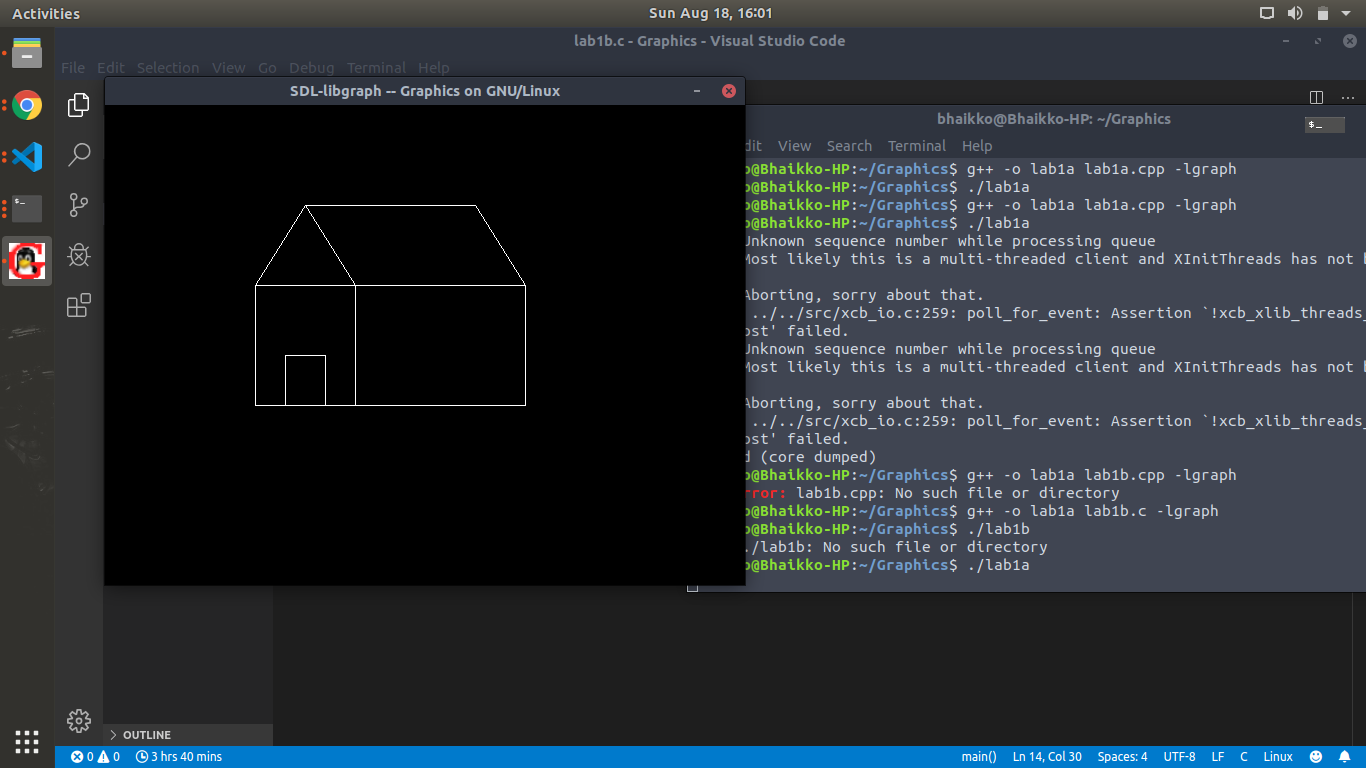 Activities
Sun Aug 18, 16:01
lab1b.c - Graphics - Visual Studio Code
File Edit Selection View Go Debug Terminal Help
SDL-libgraph -- Graphics on GNU/Linux
bhaikko@Bhaikko-HP: ~/Graphics
$_
dit View Search Terminal Help
o@Bhaikko-HP:~/Graphics$ g++ -o lab1a lab1a.cpp -lgraph
o@Bhaikko-HP:~/Graphics$ ./lab1a
o@Bhaikko-HP:~/Graphics$ g++ -o lab1a lab1a.cpp -lgraph
o@Bhaikko-HP:~/Graphics$ ./lab1a
Unknown sequence number while processing queue
Most likely this is a multi-threaded client and XInitThreads has not
Aborting, sorry about that.
../../src/xcb_io.c:259: poll_for_event: Assertion `!xcb_xlib_threads_
ost' failed.
Unknown sequence number while processing queue
Most likely this is a multi-threaded client and XInitThreads has not
Aborting, sorry about that.
../../src/xcb_io.c:259: poll_for_event: Assertion `!xcb_xlib_threads_
ost' failed.
d (core dumped)
o@Bhaikko-HP:~/Graphics$ g++ -o lab1a lab1b.cpp -lgraph
rror: lab1b.cpp: No such file or directory
o@Bhaikko-HP:~/Graphics$ g++ -o lab1a lab1b.c -lgraph
o@Bhaikko-HP:~/Graphics$ ./lab1b
./lab1b: No such file or directory
o@Bhaikko-HP:~/Graphics$ ./lab1a
OUTLINE
0 0 3 hrs 40 mins main() Ln 14, Col 30 Spaces: 4 UTF-8 LF C Linux